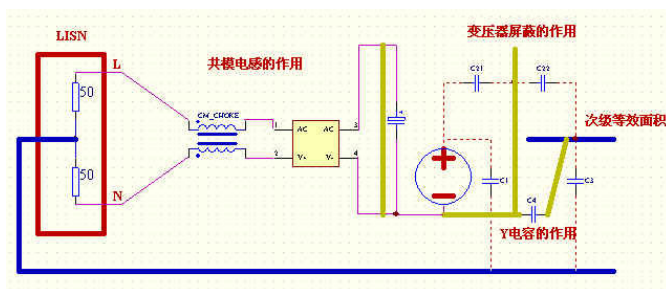 LISN
变压器屏蔽的作用
L
共模电感的作用
C21
C22
50
CM_CHOKE
1
AC
AC
3
次级等效面积
2
V+
V-
4
50
C1
C3
N
C4
Y电容的作用